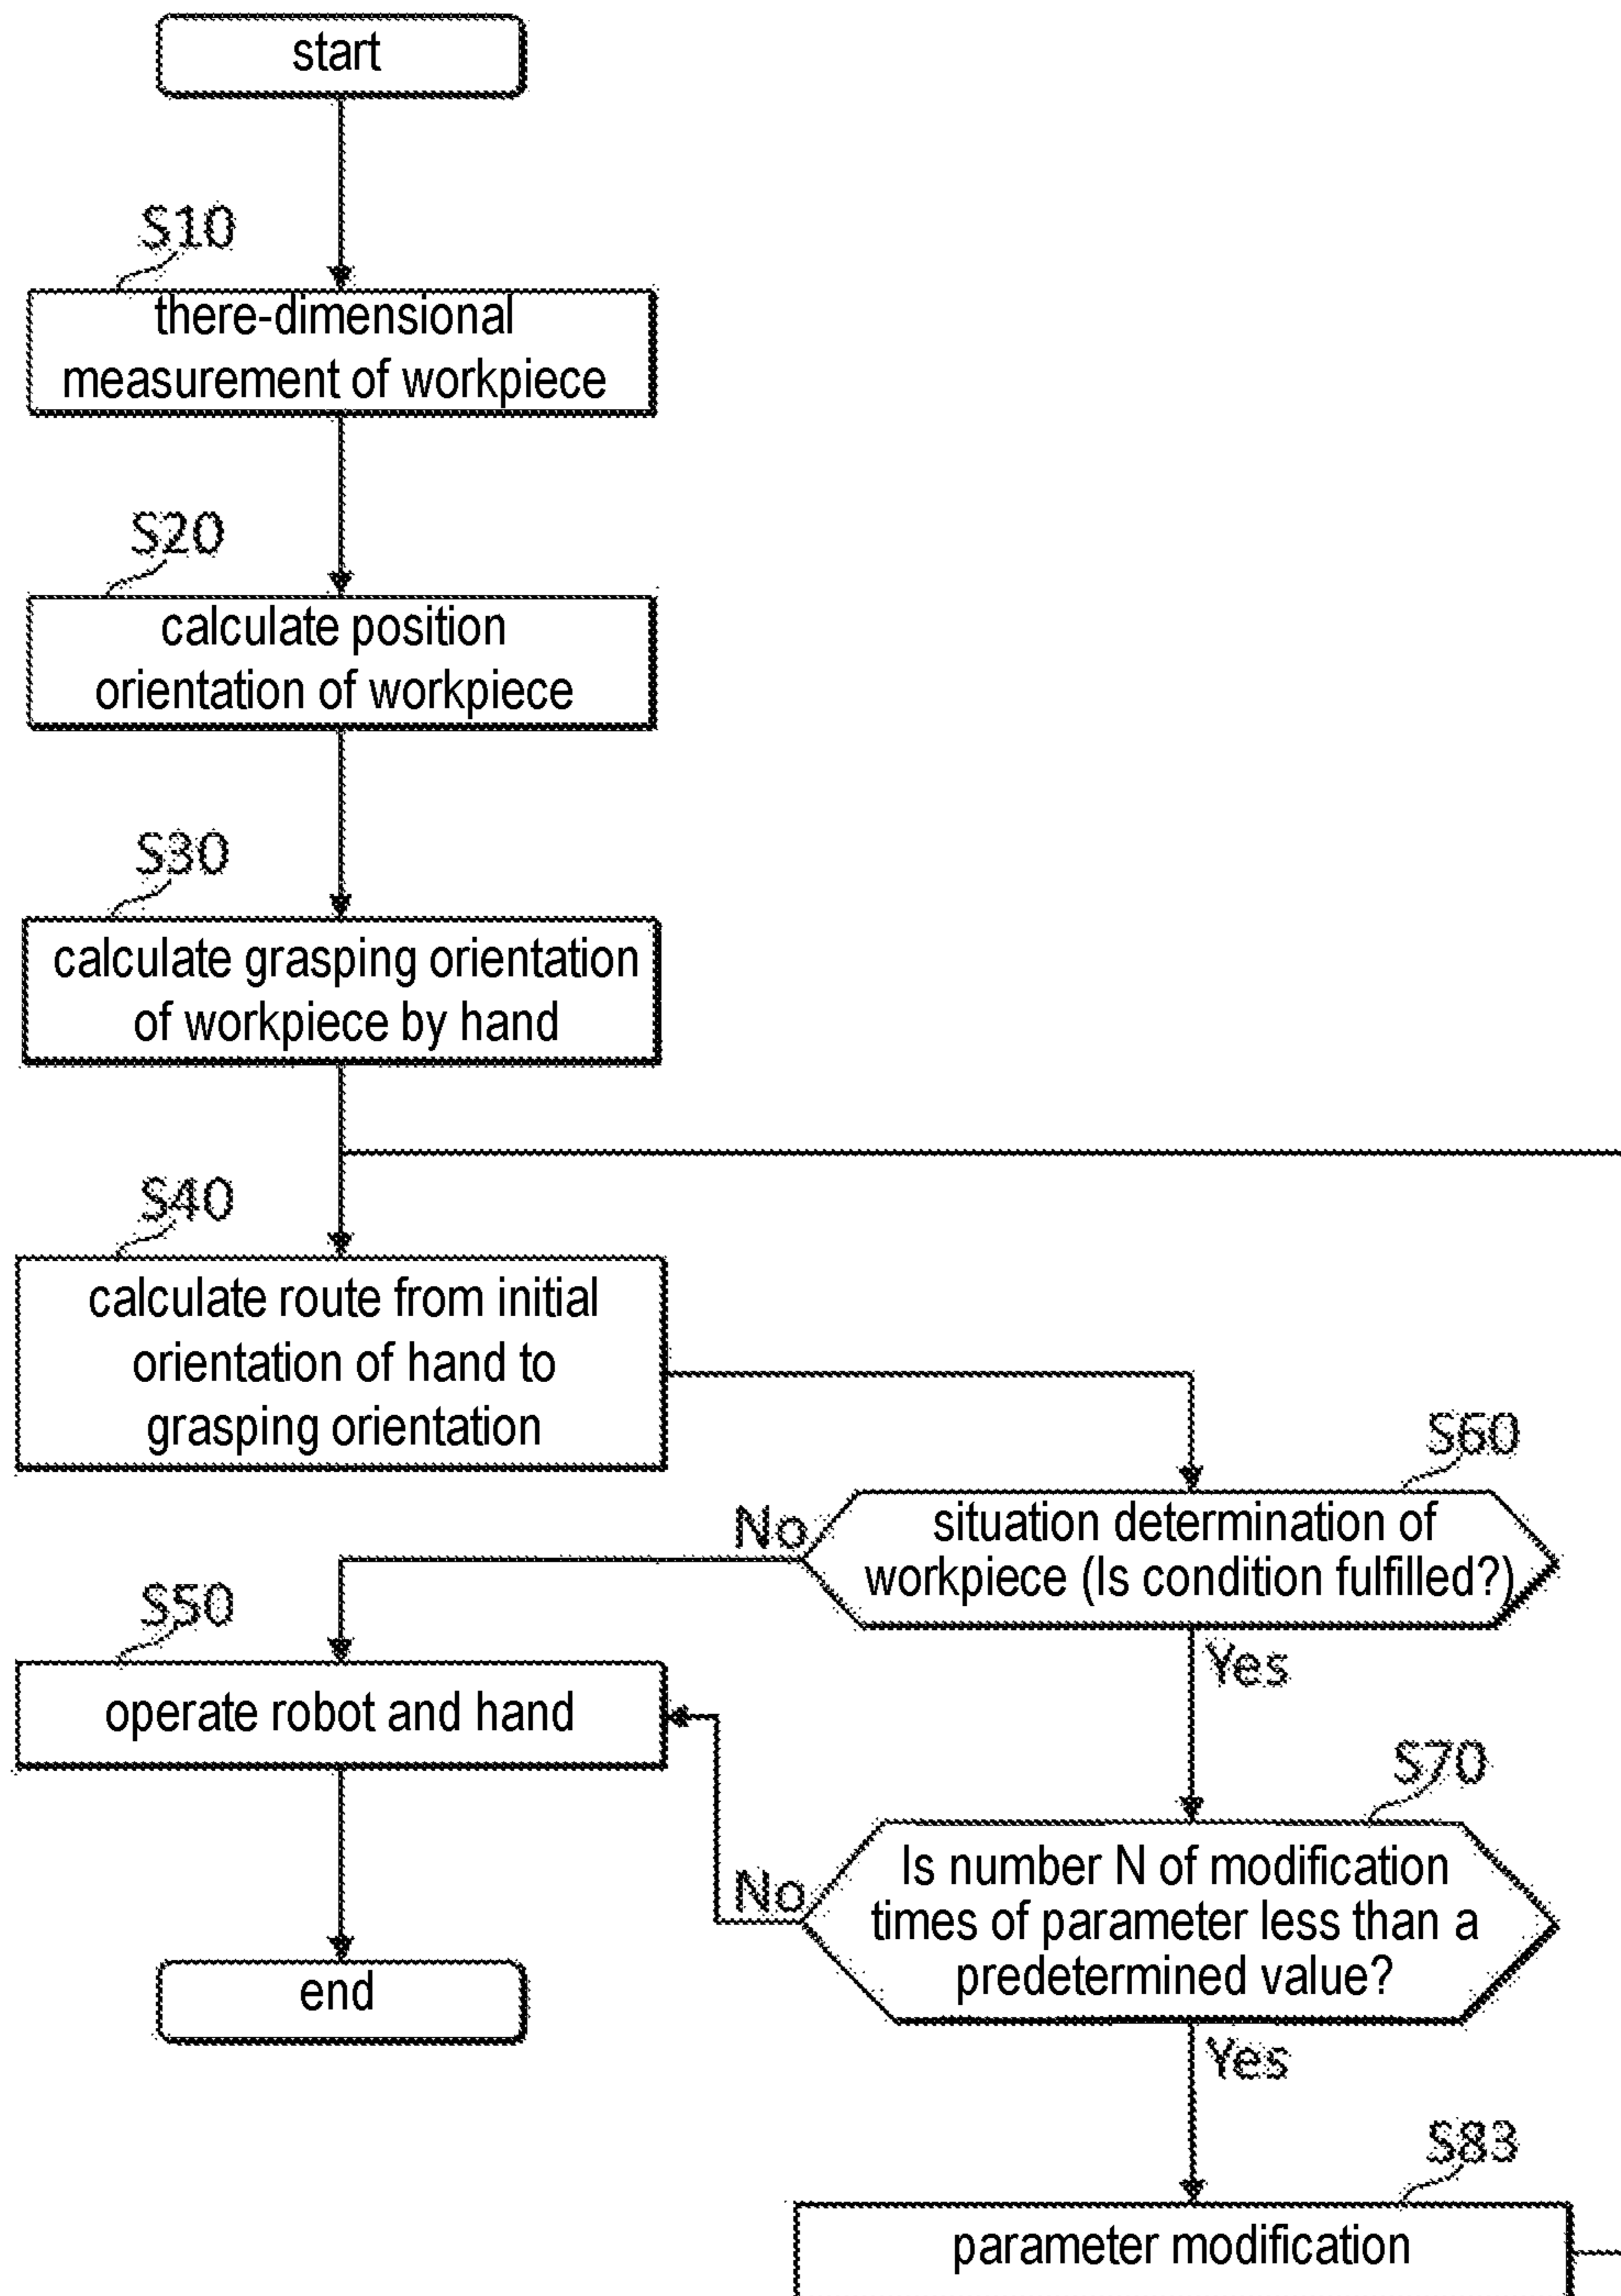 start
S10
there-dimensional
measurement of workpiece
S20
calculate position
orientation of workpiece
S30
calculate grasping orientation
of workpiece by hand
S40
calculate route from initial
orientation of hand to
grasping orientation
S60
situation determination of
workpiece (Is condition fulfilled?)
No
Yes
S50
operate robot and hand
S70
Is number N of modification
times of parameter less than a
predetermined value?
No
Yes
end
S83
parameter modification